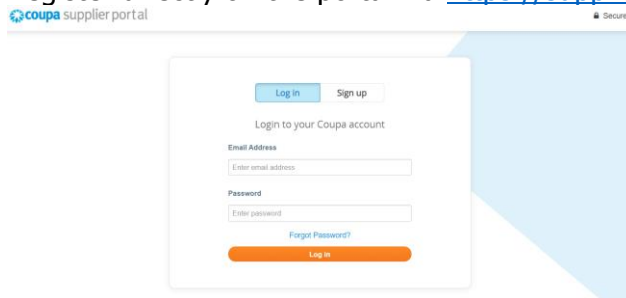 coupa supplier portal
Secure
Log in Sign up
Login to your Coupa account
Email Address
Enter email address
Password
Enter password
Forgot Password?
Log in